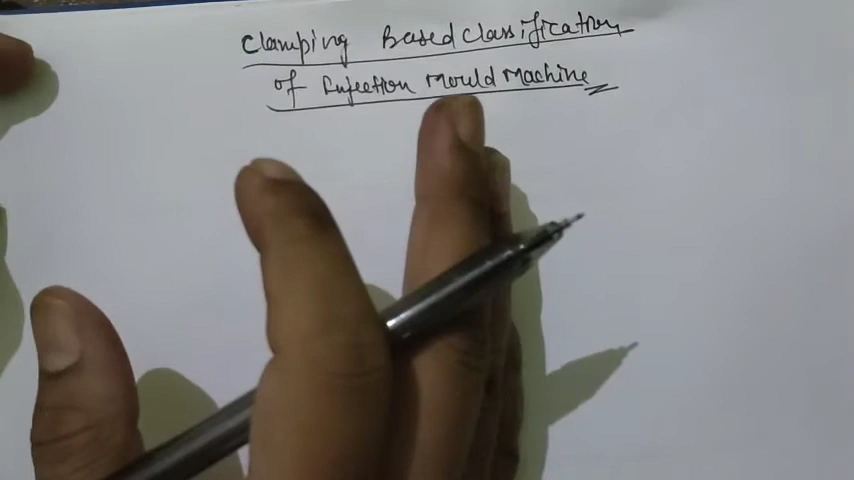 Clamping Based classification
of Injection Mould Machine